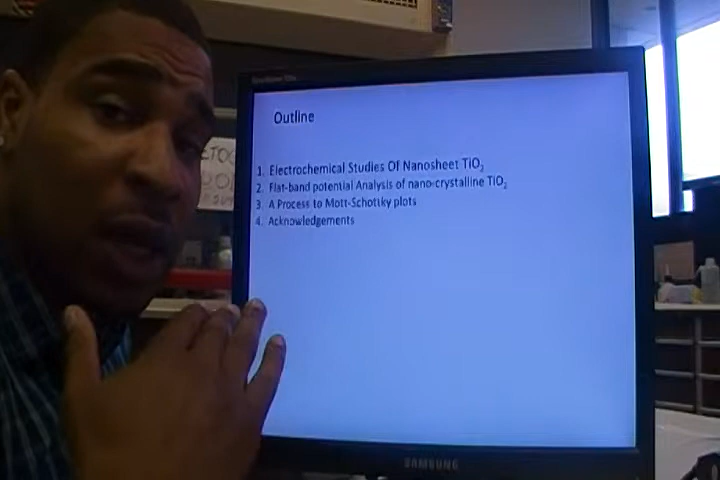 Outline
1. Electrochemical Studies Of Nanosheet TiO₂
2. Flat-band potential Analysis of nano-crystalline TiO₂
3. A Process to Mott-Schottky plots
4. Acknowledgements
SAMSUNG